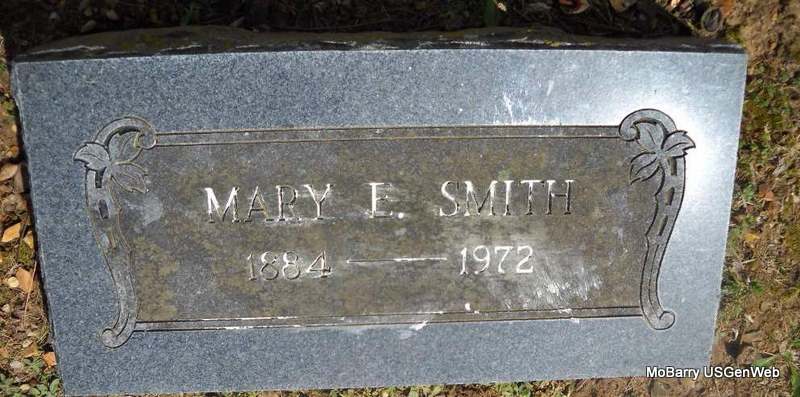 MARY E. SMITH
1884 — 1972
MoBarry USGenWeb